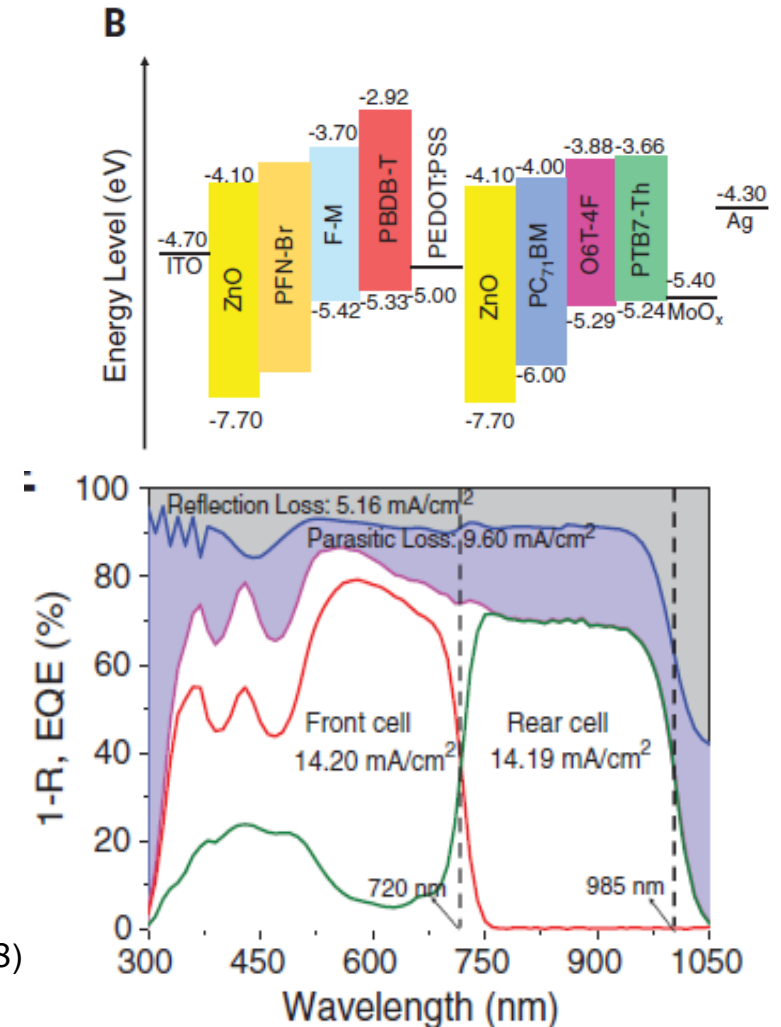 B
Energy Level (eV)
-4.70
ITO
-4.10
ZnO
-7.70
PFN-Br
-3.70
F-M
-5.42
-2.92
PBDB-T
-5.33
PEDOT:PSS
-5.00
-4.10
ZnO
-7.70
-4.00
PC71BM
-6.00
-3.88
O6T-4F
-5.29
-3.66
PTB7-Th
-5.24
-5.40
MoOx
-4.30
Ag
1-R, EQE (%)
100
80
60
40
20
0
Reflection Loss: 5.16 mA/cm²
Parasitic Loss: 9.60 mA/cm²
Front cell
14.20 mA/cm²
Rear cell
14.19 mA/cm²
720 nm
985 nm
8)
300 450 600 750 900 1050
Wavelength (nm)